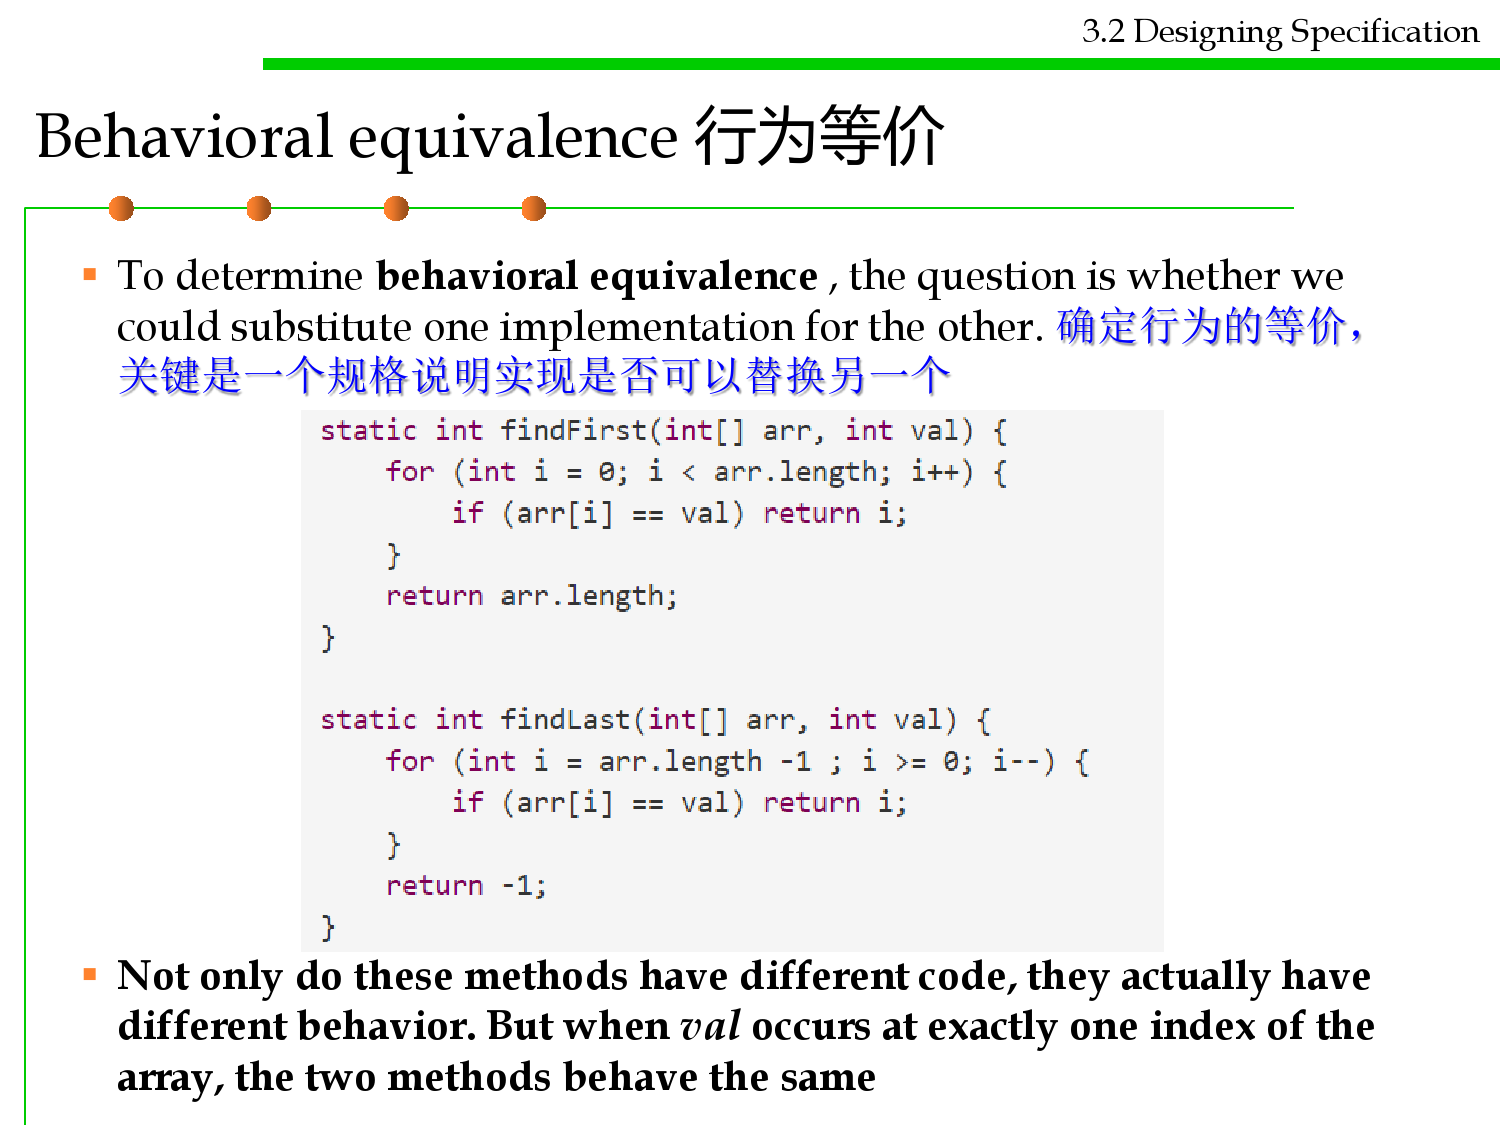 3.2 Designing Specification
Behavioral equivalence 行为等价
▪ To determine behavioral equivalence , the question is whether we
could substitute one implementation for the other. 确定行为的等价，
关键是一个规格说明实现是否可以替换另一个
static int findFirst(int[] arr, int val) {
    for (int i = 0; i < arr.length; i++) {
        if (arr[i] == val) return i;
    }
    return arr.length;
}
static int findLast(int[] arr, int val) {
    for (int i = arr.length -1 ; i >= 0; i--) {
        if (arr[i] == val) return i;
    }
    return -1;
}
▪ Not only do these methods have different code, they actually have
different behavior. But when val occurs at exactly one index of the
array, the two methods behave the same